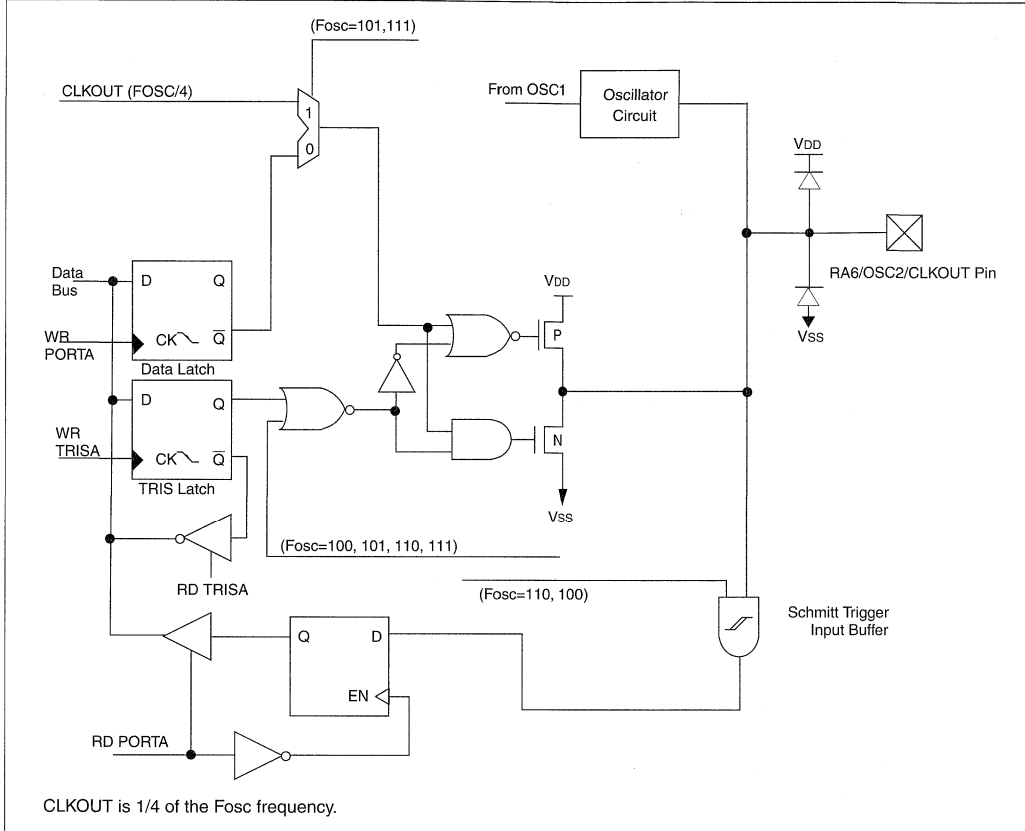 (Fosc=101,111)
CLKOUT (FOSC/4)
1
0
From OSC1
Oscillator
Circuit
VDD
RA6/OSC2/CLKOUT Pin
VSS
Data
Bus
D
Q
WR
PORTA
CK
Q
Data Latch
VDD
P
D
Q
WR
TRISA
CK
Q
TRIS Latch
N
VSS
(Fosc=100, 101, 110, 111)
RD TRISA
(Fosc=110, 100)
Schmitt Trigger
Input Buffer
Q
D
EN
RD PORTA
CLKOUT is 1/4 of the Fosc frequency.